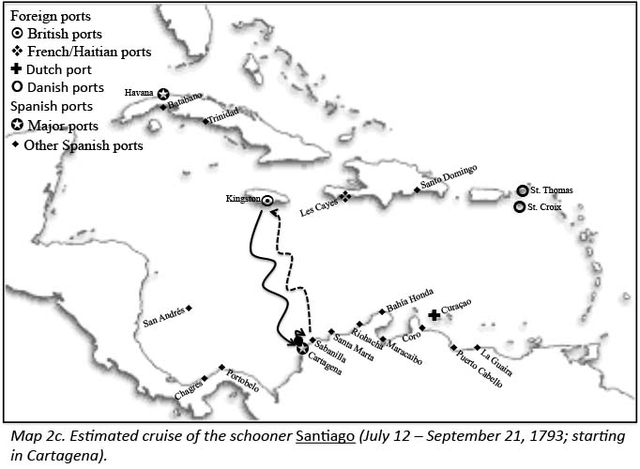 Foreign ports
British ports
French/Haitian ports
Dutch port
Danish ports
Spanish ports
Major ports
Other Spanish ports
Havana
Batabano
Trinidad
Kingston
Les Cayes
Santo Domingo
St. Thomas
St. Croix
San Andrés
Chagres
Portobelo
Cartagena
Sabanilla
Santa Marta
Riohacha
Bahía Honda
Maracaibo
Coro
Curaçao
Puerto Cabello
La Guaira
Map 2c. Estimated cruise of the schooner Santiago (July 12 – September 21, 1793; starting
in Cartagena).